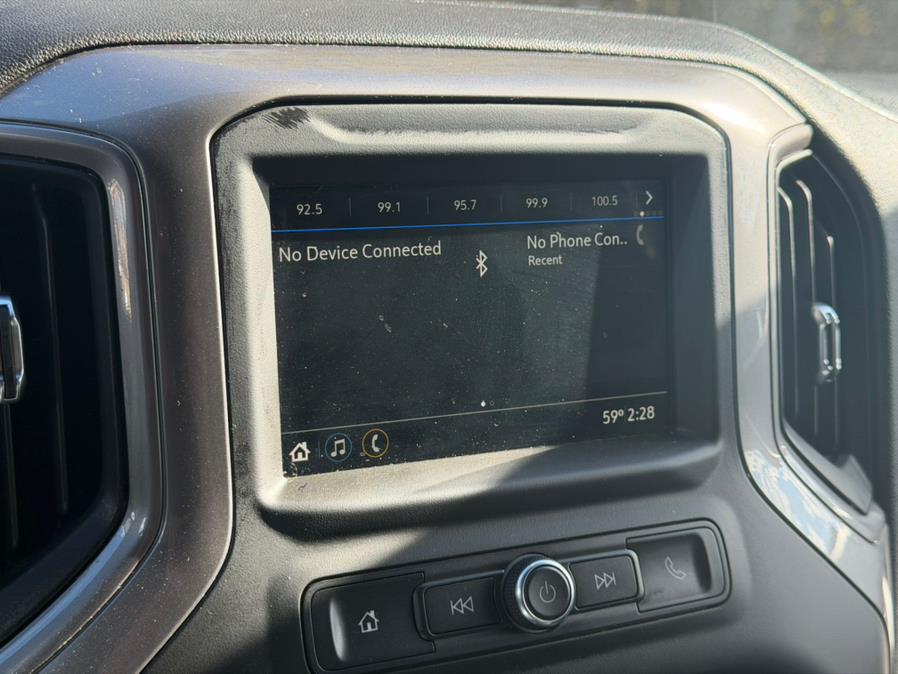 92.5 99.1 95.7 99.9 100.5
No Device Connected
No Phone Con..
Recent
59º 2:28